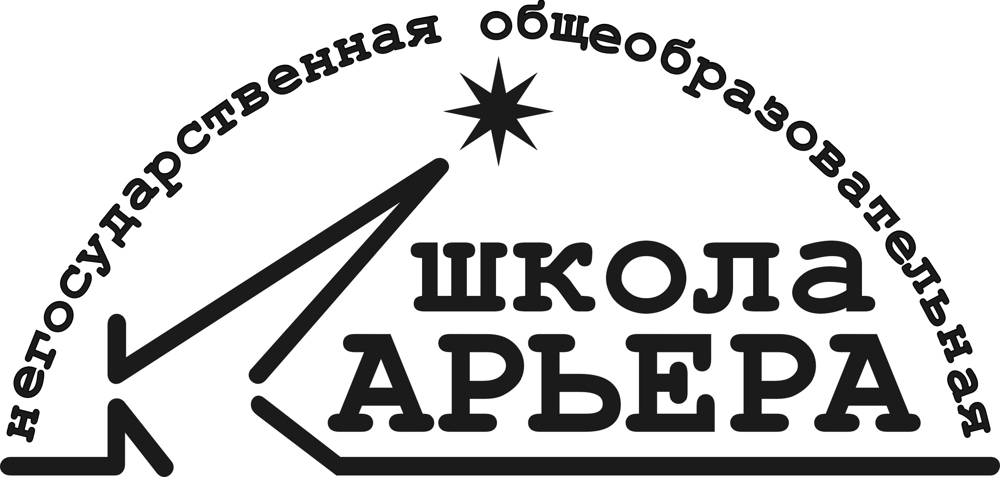 негосударственная общеобразовательная
школа
КАРЬЕРА